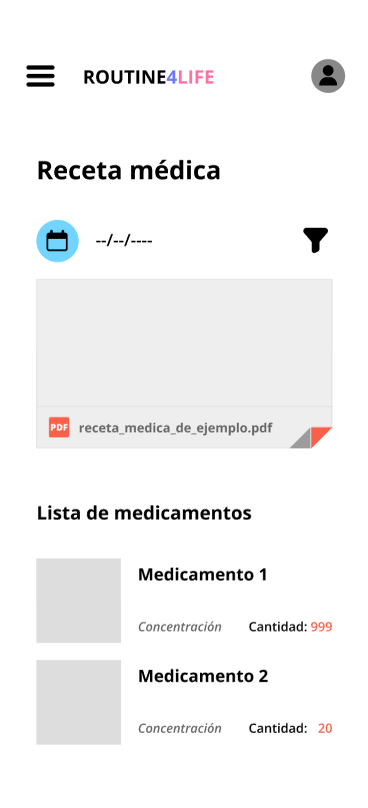 ROUTINE4LIFE
Receta médica
--/--/----
PDF receta_medica_de_ejemplo.pdf
Lista de medicamentos
Medicamento 1
Concentración Cantidad: 999
Medicamento 2
Concentración Cantidad: 20